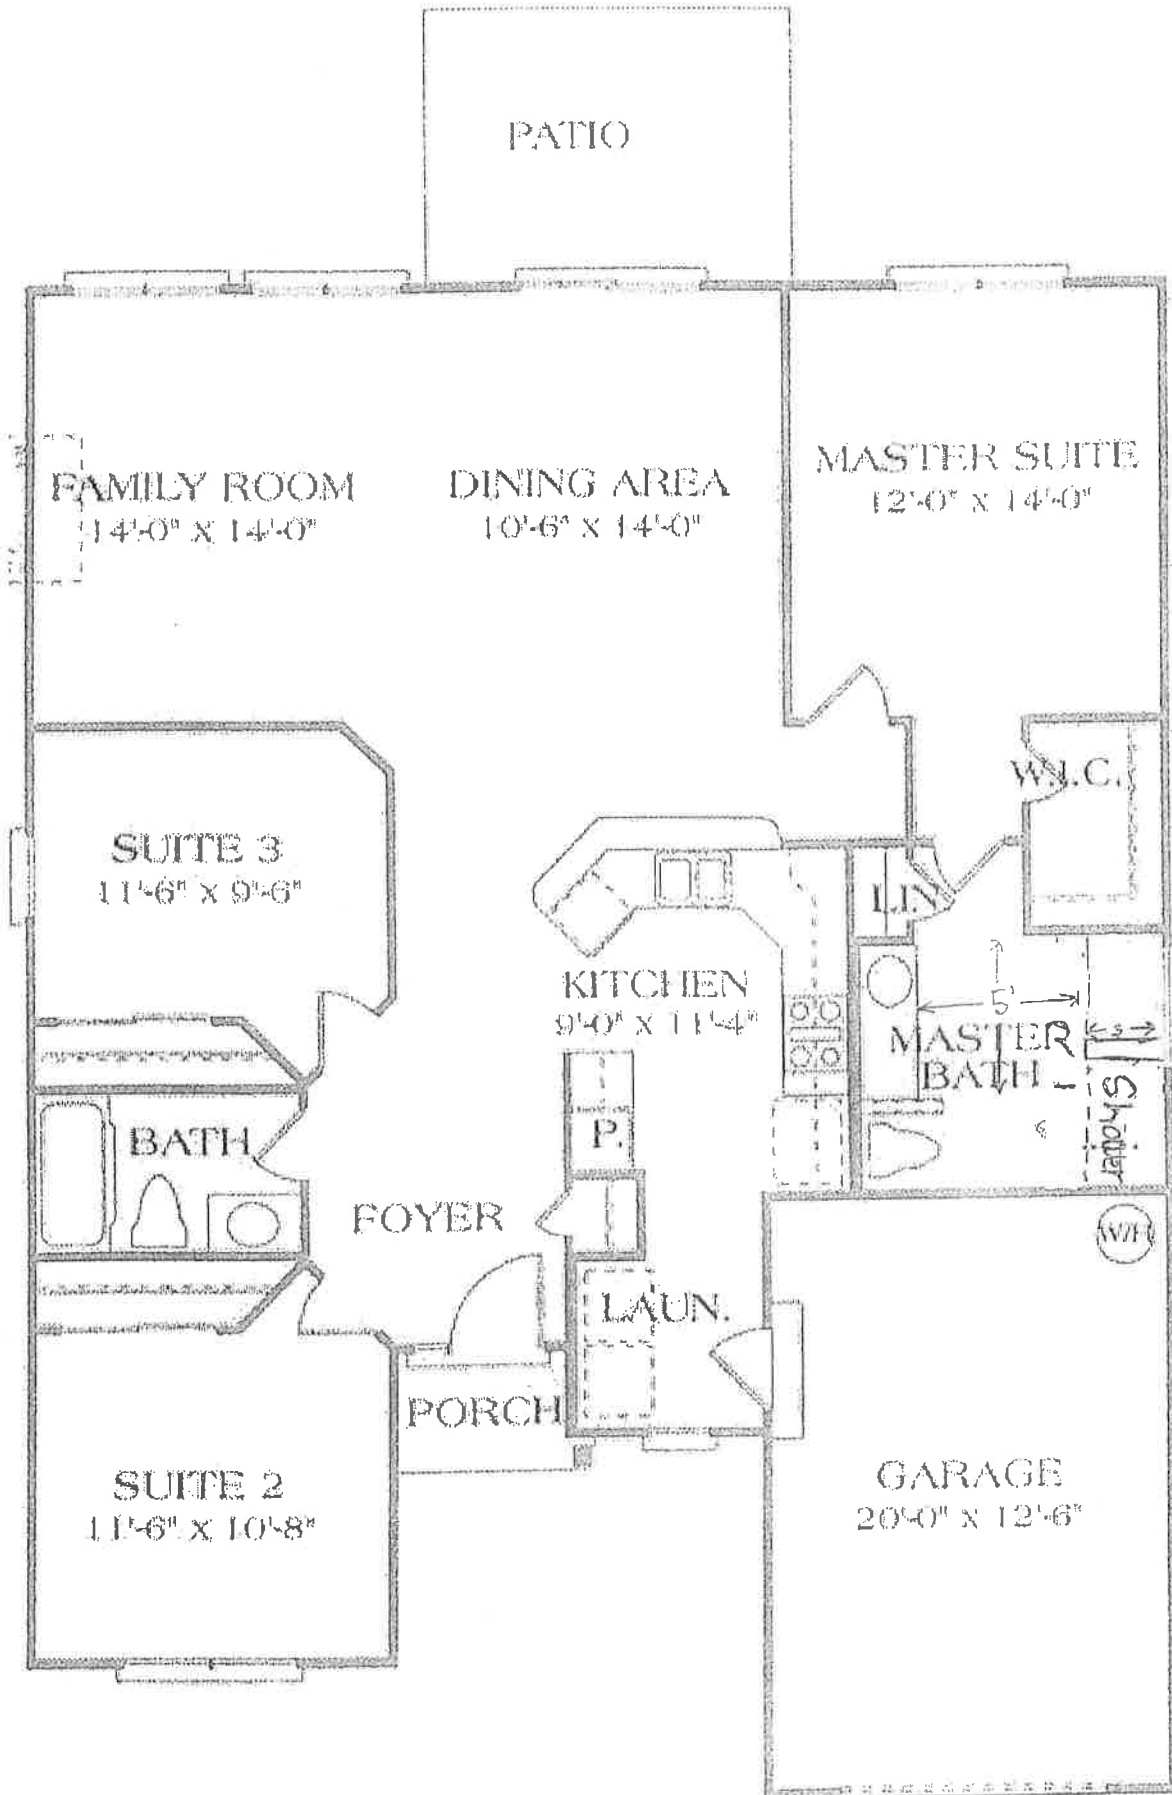 PATIO
FAMILY ROOM
14'-0" X 14'-0"
DINING AREA
10'-6" X 14'-0"
MASTER SUITE
12'-0" X 14'-0"
W.I.C.
SUITE 3
11'-6" X 9'-6"
LIN
KITCHEN
9'-0" X 11'-4"
5'
MASTER
BATH
Shower
BATH
P.
FOYER
W/H
LAUN.
PORCH
SUITE 2
11'-6" X 10'-8"
GARAGE
20'-0" X 12'-6"